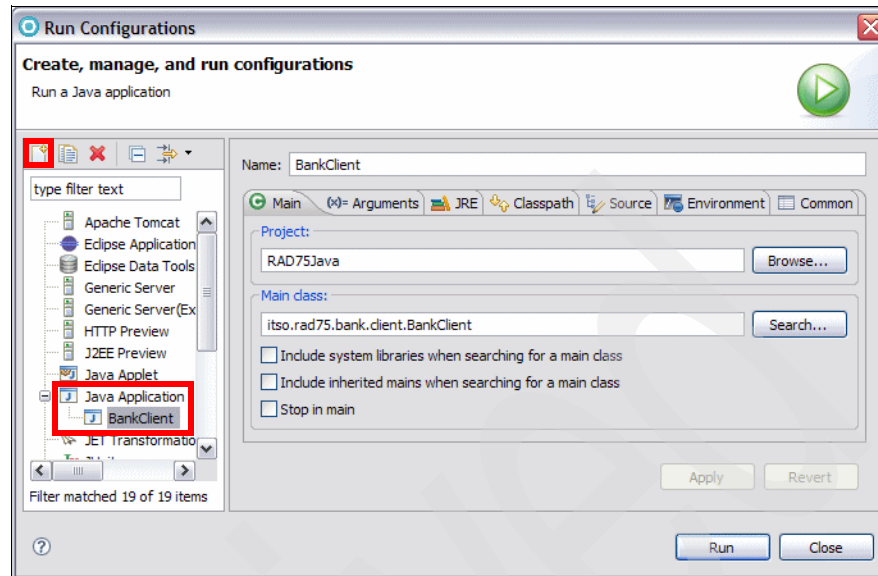 Run Configurations
Create, manage, and run configurations
Run a Java application
type filter text
Apache Tomcat
Eclipse Application
Eclipse Data Tools
Generic Server
Generic Server(Ex
HTTP Preview
J2EE Preview
Java Applet
Java Application
BankClient
JET Transformatio
Filter matched 19 of 19 items
Name: BankClient
Main (x)= Arguments JRE Classpath Source Environment Common
Project:
RAD75Java Browse...
Main class:
itso.rad75.bank.client.BankClient Search...
Include system libraries when searching for a main class
Include inherited mains when searching for a main class
Stop in main
Apply Revert
? Run Close